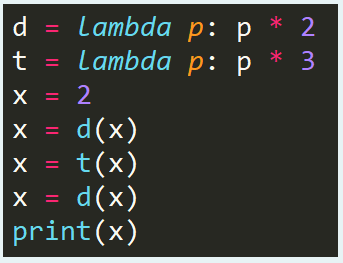 d = lambda p: p * 2
t = lambda p: p * 3
x = 2
x = d(x)
x = t(x)
x = d(x)
print(x)